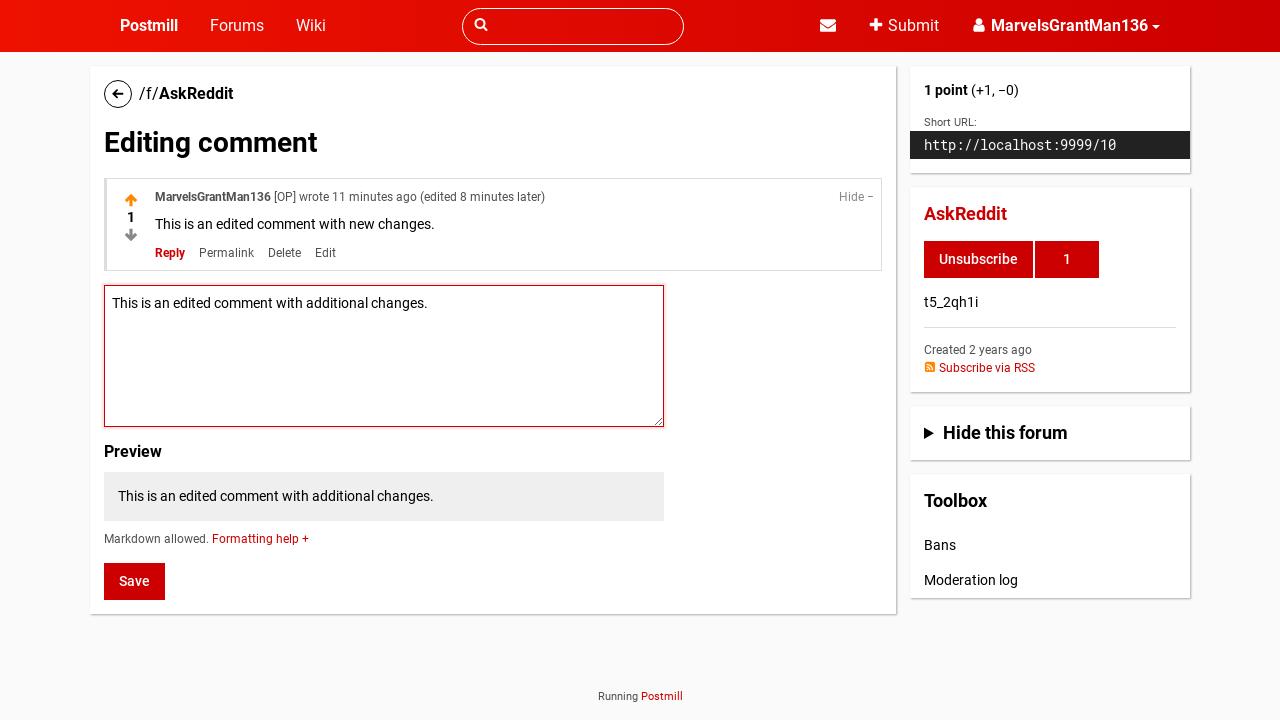 Postmill Forums Wiki Submit MarvelsGrantMan136
/f/AskReddit
Editing comment
MarvelsGrantMan136 [OP] wrote 11 minutes ago (edited 8 minutes later) Hide −
1
This is an edited comment with new changes.
Reply Permalink Delete Edit
This is an edited comment with additional changes.
Preview
This is an edited comment with additional changes.
Markdown allowed. Formatting help +
Save
1 point (+1, −0)
Short URL:
http://localhost:9999/10
AskReddit
Unsubscribe 1
t5_2qh1i
Created 2 years ago
Subscribe via RSS
Hide this forum
Toolbox
Bans
Moderation log
Running Postmill